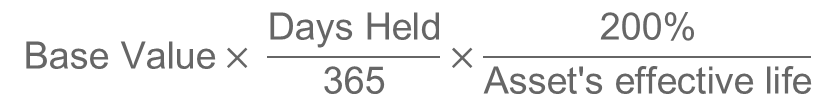 Base Value × Days Held / 365 × 200% / Asset's effective life